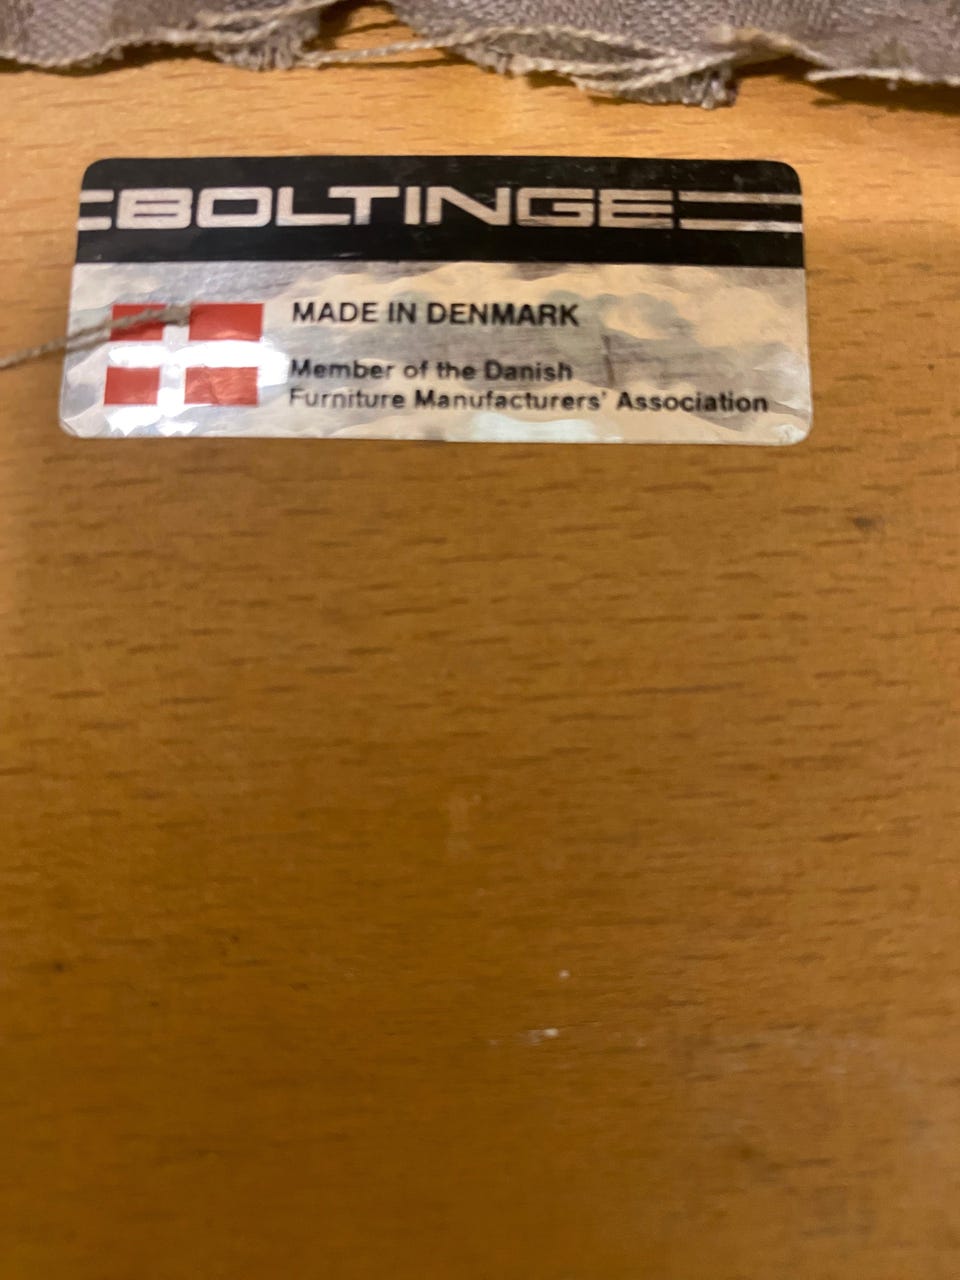 BOLTINGE
MADE IN DENMARK
Member of the Danish
Furniture Manufacturers' Association